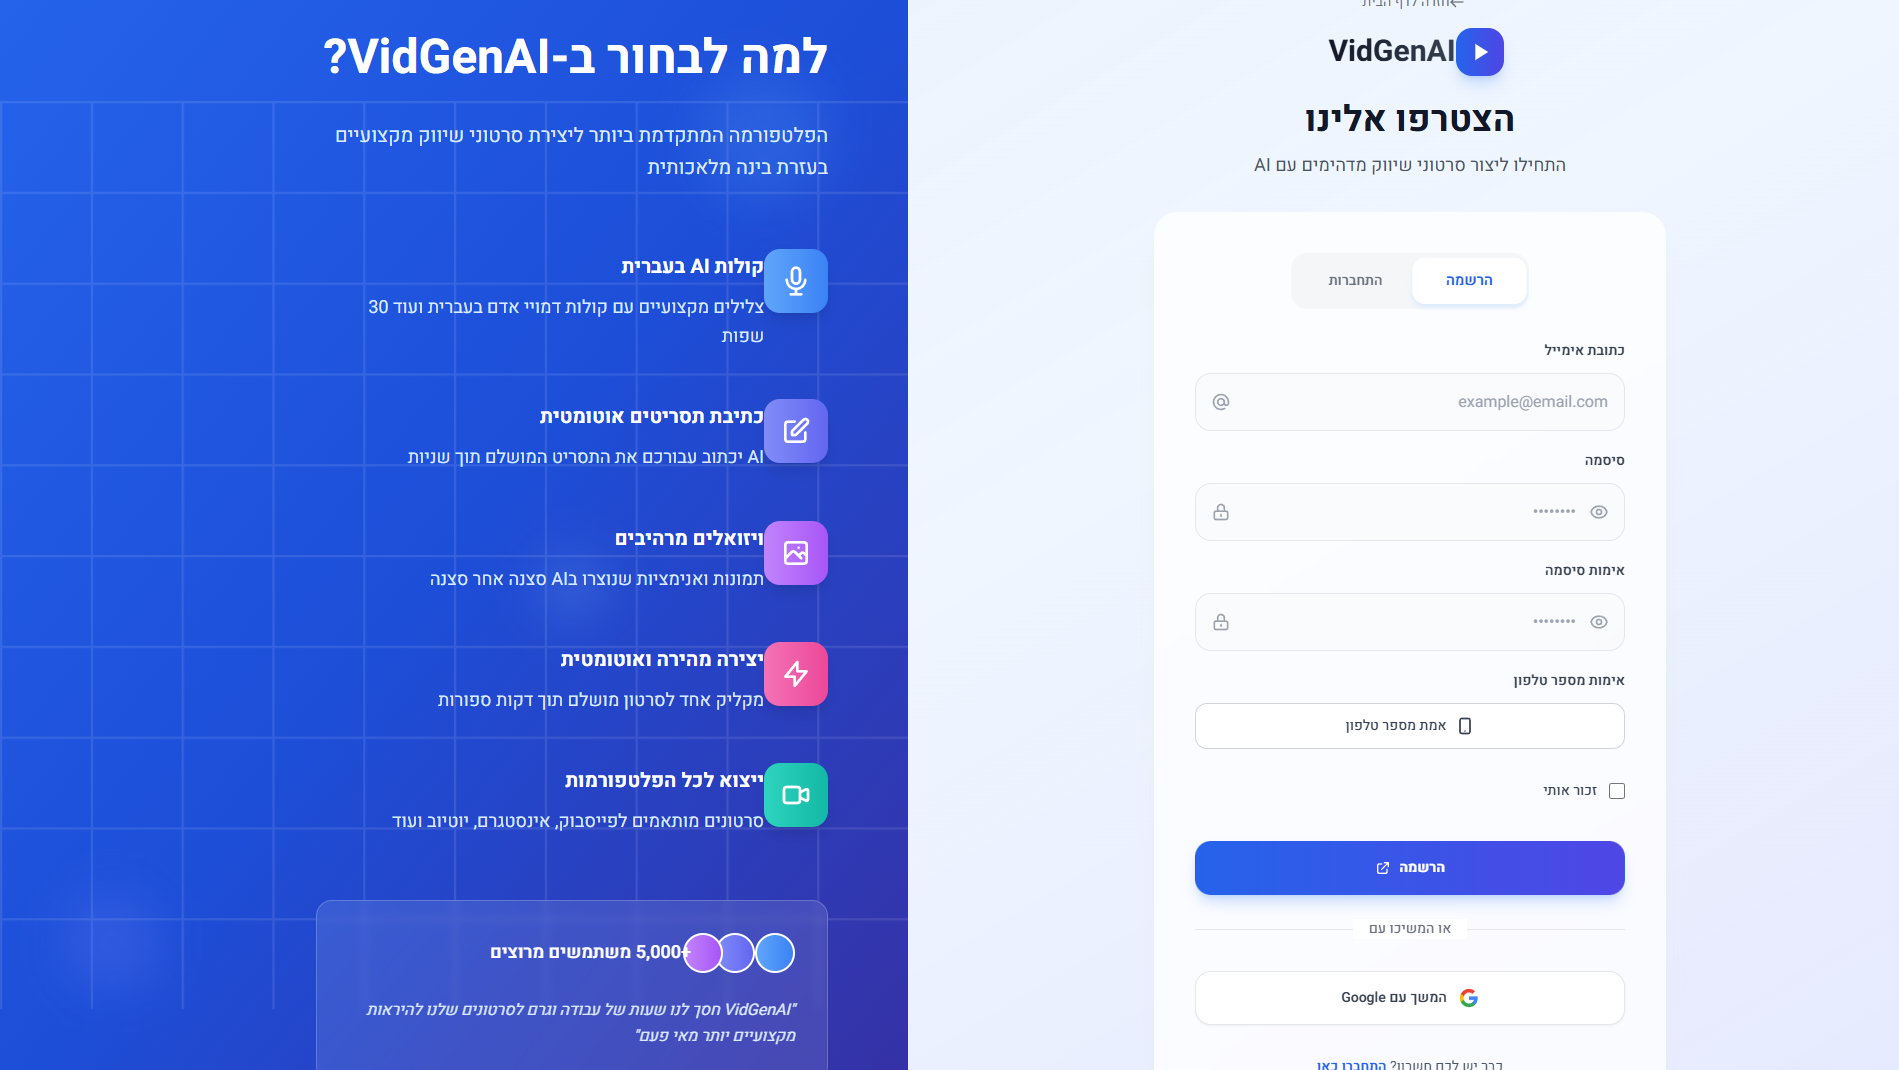 חזרה לדף הבית
VidGenAI
הצטרפו אלינו
התחילו ליצור סרטוני שיווק מדהימים עם AI
הרשמה
התחברות
כתובת אימייל
example@email.com
סיסמה
••••••••
אימות סיסמה
••••••••
אימות מספר טלפון
אמת מספר טלפון
זכור אותי
הרשמה
או המשיכו עם
המשך עם Google
כבר יש לכם חשבון? התחברו כאן
למה לבחור ב-VidGenAI?
הפלטפורמה המתקדמת ביותר ליצירת סרטוני שיווק מקצועיים
בעזרת בינה מלאכותית
קולות AI בעברית
צלילים מקצועיים עם קולות דמויי אדם בעברית ועוד 30
שפות
כתיבת תסריטים אוטומטית
AI יכתוב עבורכם את התסריט המושלם תוך שניות
ויזואלים מרהיבים
תמונות ואנימציות שנוצרו בAI סצנה אחר סצנה
יצירה מהירה ואוטומטית
מקליק אחד לסרטון מושלם תוך דקות ספורות
ייצוא לכל הפלטפורמות
סרטונים מותאמים לפייסבוק, אינסטגרם, יוטיוב ועוד
5,000+ משתמשים מרוצים
"VidGenAI חסך לנו שעות של עבודה וגרם לסרטונים שלנו להיראות
מקצועיים יותר מאי פעם"